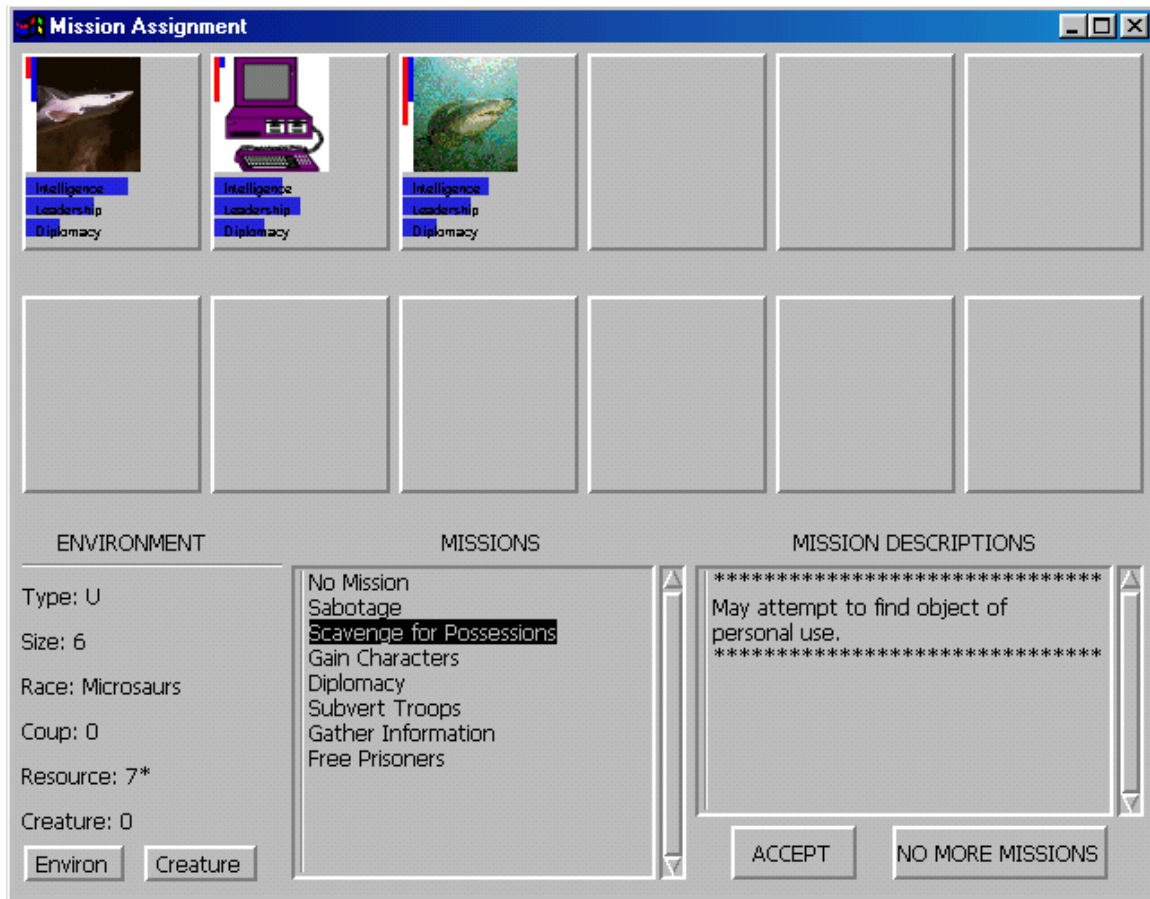 Mission Assignment
Intelligence
Leadership
Diplomacy
Intelligence
Leadership
Diplomacy
Intelligence
Leadership
Diplomacy
ENVIRONMENT
Type: U
Size: 6
Race: Microsaurs
Coup: 0
Resource: 7*
Creature: 0
Environ
Creature
MISSIONS
No Mission
Sabotage
Scavenge for Possessions
Gain Characters
Diplomacy
Subvert Troops
Gather Information
Free Prisoners
MISSION DESCRIPTIONS
********************************
May attempt to find object of
personal use.
********************************
ACCEPT
NO MORE MISSIONS